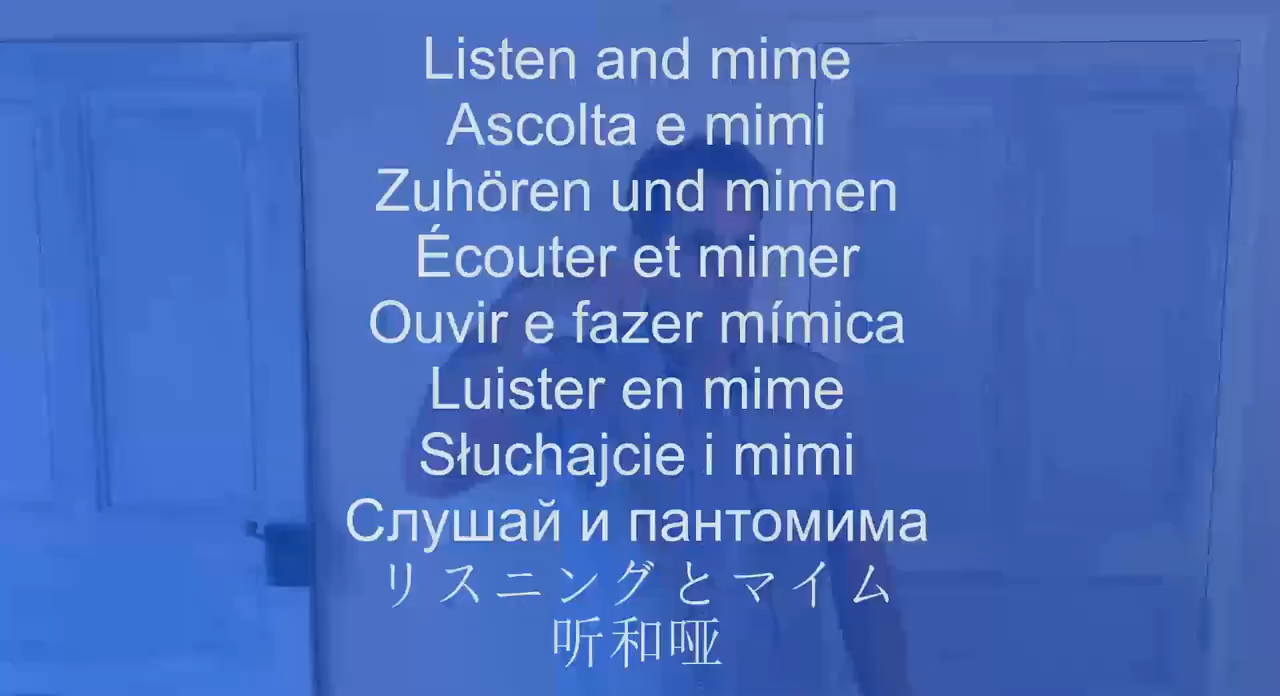 Listen and mime
Ascolta e mimi
Zuhören und mimen
Écouter et mimer
Ouvir e fazer mímica
Luister en mime
Słuchajcie i mimi
Слушай и пантомима
リスニングとマイム
听和哑